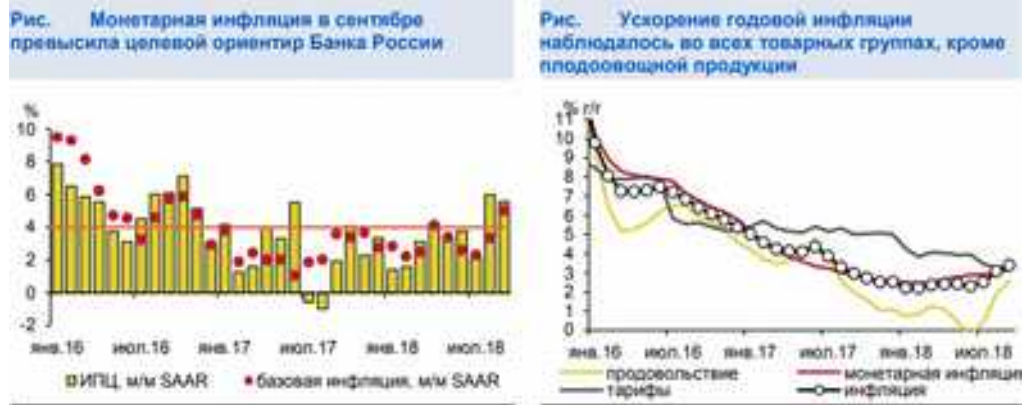 Рис. Монетарная инфляция в сентябре
превысила целевой ориентир Банка России
%
10
8
6
4
2
0
-2
янв.16 июл.16 янв.17 июл.17 янв.18 июл.18
ИПЦ, м/м SAAR базовая инфляция, м/м SAAR
Рис. Ускорение годовой инфляции
наблюдалось во всех товарных группах, кроме
плодоовощной продукции
% г/г
11
10
9
8
7
6
5
4
3
2
1
0
янв.16 июл.16 янв.17 июл.17 янв.18 июл.18
продовольствие монетарная инфляция
тарифы инфляция